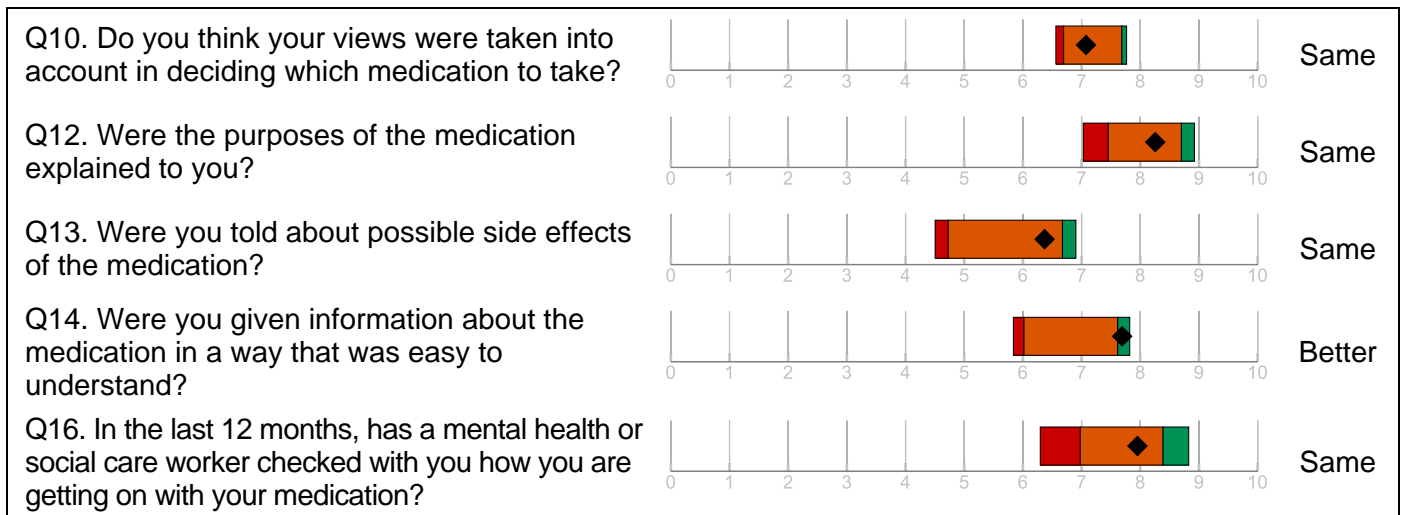 Q10. Do you think your views were taken into
account in deciding which medication to take?
0 1 2 3 4 5 6 7 8 9 10
Same
Q12. Were the purposes of the medication
explained to you?
0 1 2 3 4 5 6 7 8 9 10
Same
Q13. Were you told about possible side effects
of the medication?
0 1 2 3 4 5 6 7 8 9 10
Same
Q14. Were you given information about the
medication in a way that was easy to
understand?
0 1 2 3 4 5 6 7 8 9 10
Better
Q16. In the last 12 months, has a mental health or
social care worker checked with you how you are
getting on with your medication?
0 1 2 3 4 5 6 7 8 9 10
Same